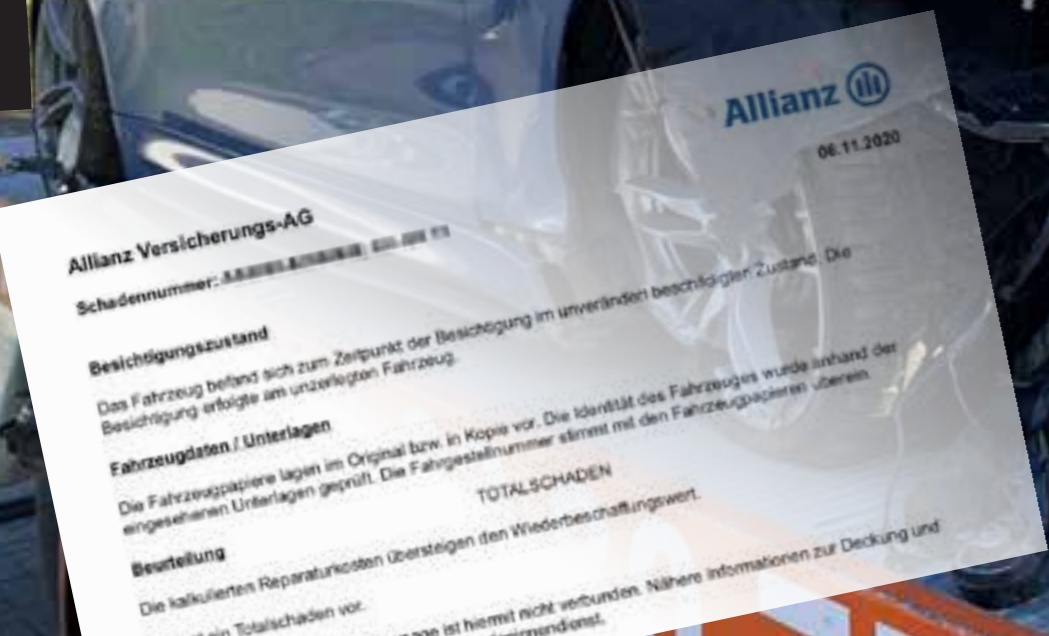 Allianz
06.11.2020
Allianz Versicherungs-AG
Schadennummer:
Besichtigungszustand
Das Fahrzeug befand sich zum Zeitpunkt der Besichtigung im unverändert beschädigten Zustand. Die
Besichtigung erfolgte am unzerlegten Fahrzeug.
Fahrzeugdaten / Unterlagen
Die Fahrzeugpapiere lagen im Original bzw. in Kopie vor. Die Identität des Fahrzeuges wurde anhand der
eingesehenen Unterlagen geprüft. Die Fahrgestellnummer stimmt mit den Fahrzeugpapieren überein.
TOTALSCHADEN
Beurteilung
Die kalkulierten Reparaturkosten übersteigen den Wiederbeschaffungswert.
ein Totalschaden vor.
ist hiermit nicht verbunden. Nähere Informationen zur Deckung und